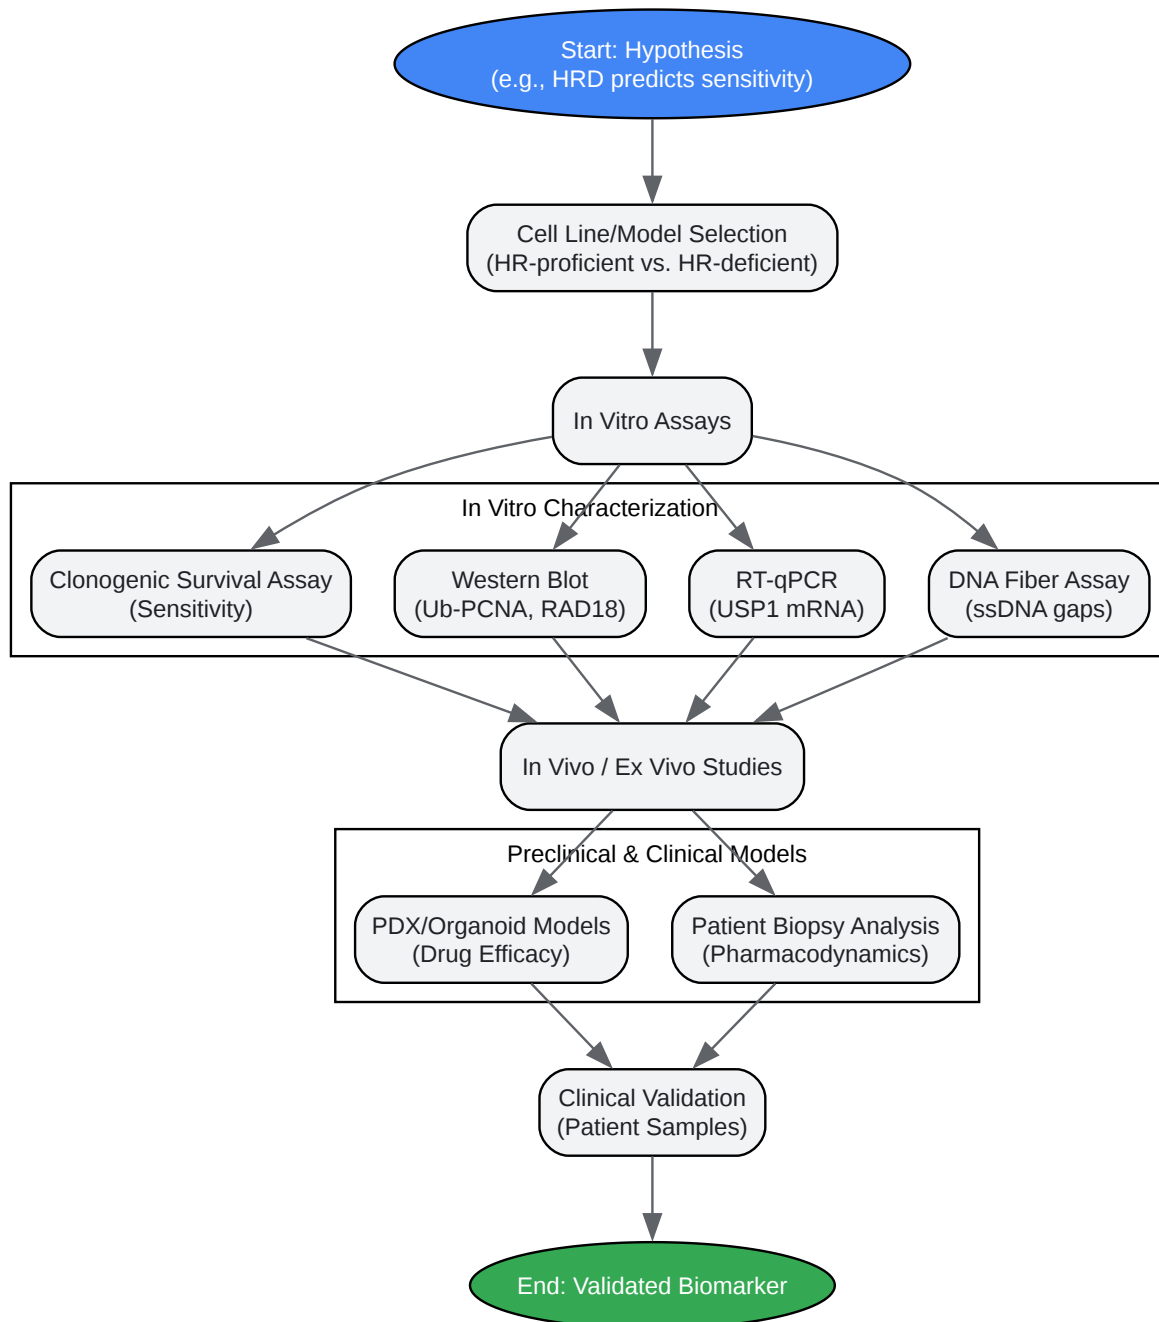 Start: Hypothesis
(e.g., HRD predicts sensitivity)
Cell Line/Model Selection
(HR-proficient vs. HR-deficient)
In Vitro Assays
In Vitro Characterization
Clonogenic Survival Assay
(Sensitivity)
Western Blot
(Ub-PCNA, RAD18)
RT-qPCR
(USP1 mRNA)
DNA Fiber Assay
(ssDNA gaps)
In Vivo / Ex Vivo Studies
Preclinical & Clinical Models
PDX/Organoid Models
(Drug Efficacy)
Patient Biopsy Analysis
(Pharmacodynamics)
Clinical Validation
(Patient Samples)
End: Validated Biomarker